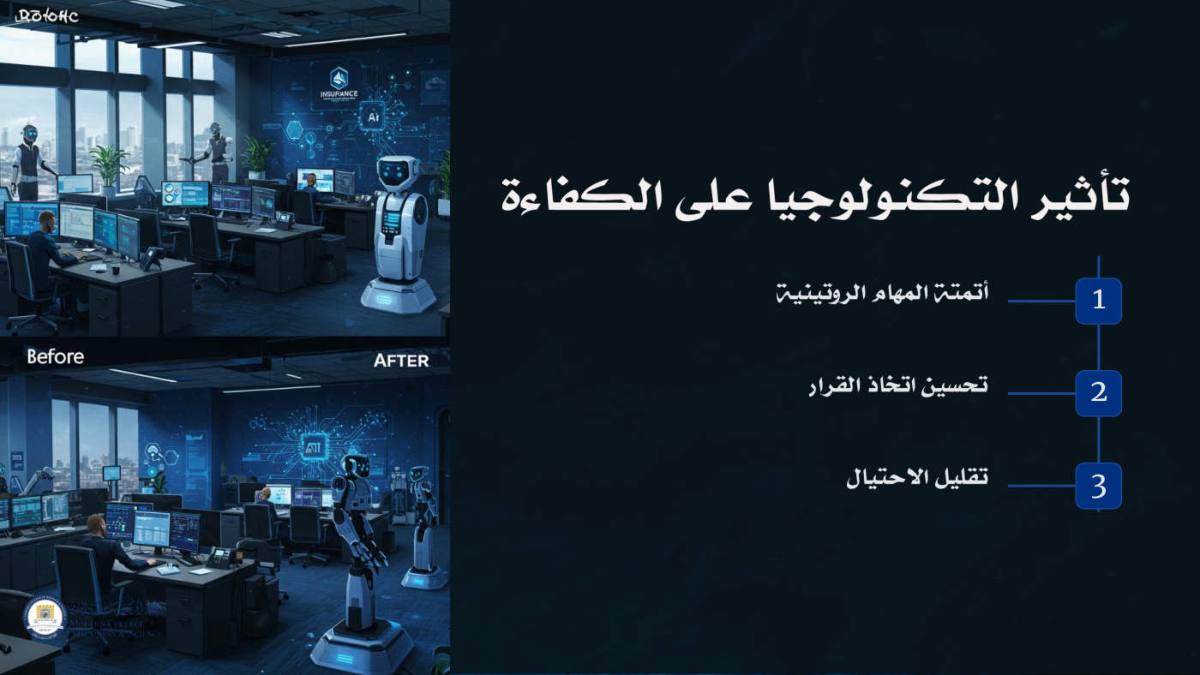 تأثير التكنولوجيا على الكفاءة
1
أتمتة المهام الروتينية
2
تحسين اتخاذ القرار
3
تقليل الاحتيال
INSURANCE
AI
Before
AFTER